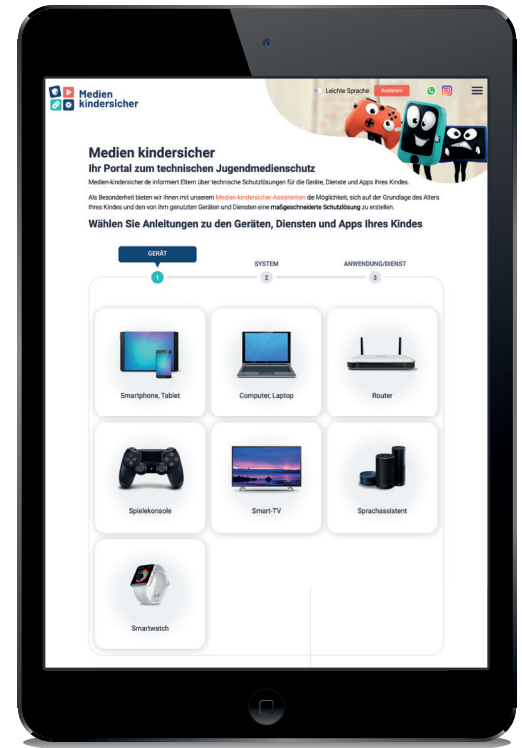 Medien
kindersicher
Leichte Sprache
Assistent
Medien kindersicher
Ihr Portal zum technischen Jugendmedienschutz
Medien-kindersicher.de informiert Eltern über technische Schutzlösungen für die Geräte, Dienste und Apps ihres Kindes.
Als Besonderheit bieten wir Ihnen mit unserem Medien-kindersicher-Assistenten die Möglichkeit, sich auf der Grundlage des Alters
Ihres Kindes und den von ihm genutzten Geräten und Diensten eine maßgeschneiderte Schutzlösung zu erstellen.
Wählen Sie Anleitungen zu den Geräten, Diensten und Apps Ihres Kindes
GERÄT
SYSTEM
ANWENDUNG/DIENST
1
2
3
Smartphone, Tablet
Computer, Laptop
Router
Spielekonsole
Smart-TV
Sprachassistent
Smartwatch